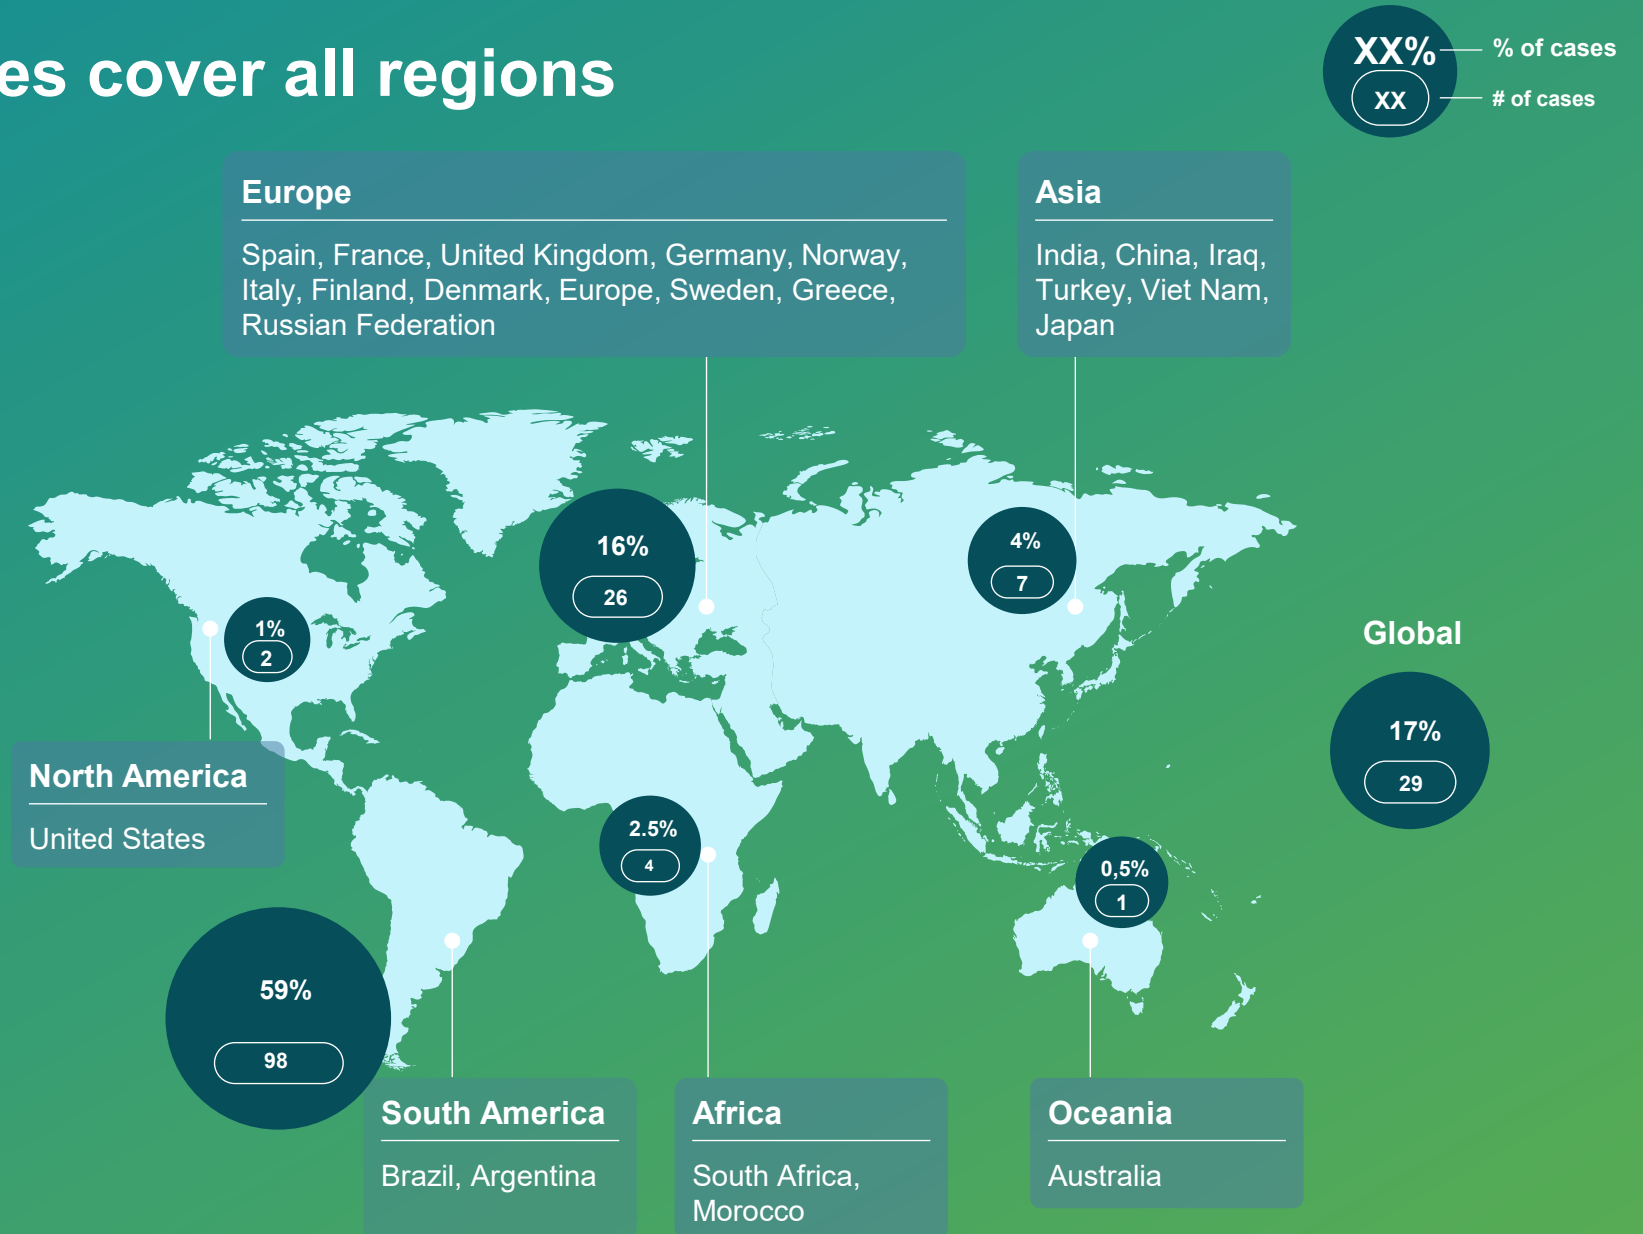 es cover all regions
XX%
% of cases
XX
# of cases
Europe
Spain, France, United Kingdom, Germany, Norway,
Italy, Finland, Denmark, Europe, Sweden, Greece,
Russian Federation
Asia
India, China, Iraq,
Turkey, Viet Nam,
Japan
16%
26
4%
7
1%
2
Global
17%
29
North America
United States
2.5%
4
0,5%
1
59%
98
South America
Brazil, Argentina
Africa
South Africa,
Morocco
Oceania
Australia